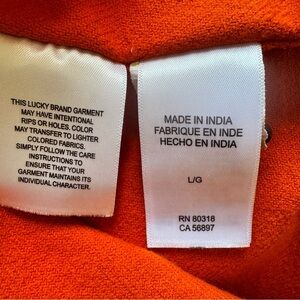 THIS LUCKY BRAND GARMENT
MAY HAVE INTENTIONAL
RIPS OR HOLES. COLOR
MAY TRANSFER TO LIGHTER
COLORED FABRICS.
SIMPLY FOLLOW THE CARE
INSTRUCTIONS TO
ENSURE THAT YOUR
GARMENT MAINTAINS ITS
INDIVIDUAL CHARACTER.
MADE IN INDIA
FABRIQUE EN INDE
HECHO EN INDIA
L/G
RN 80318
CA 56897